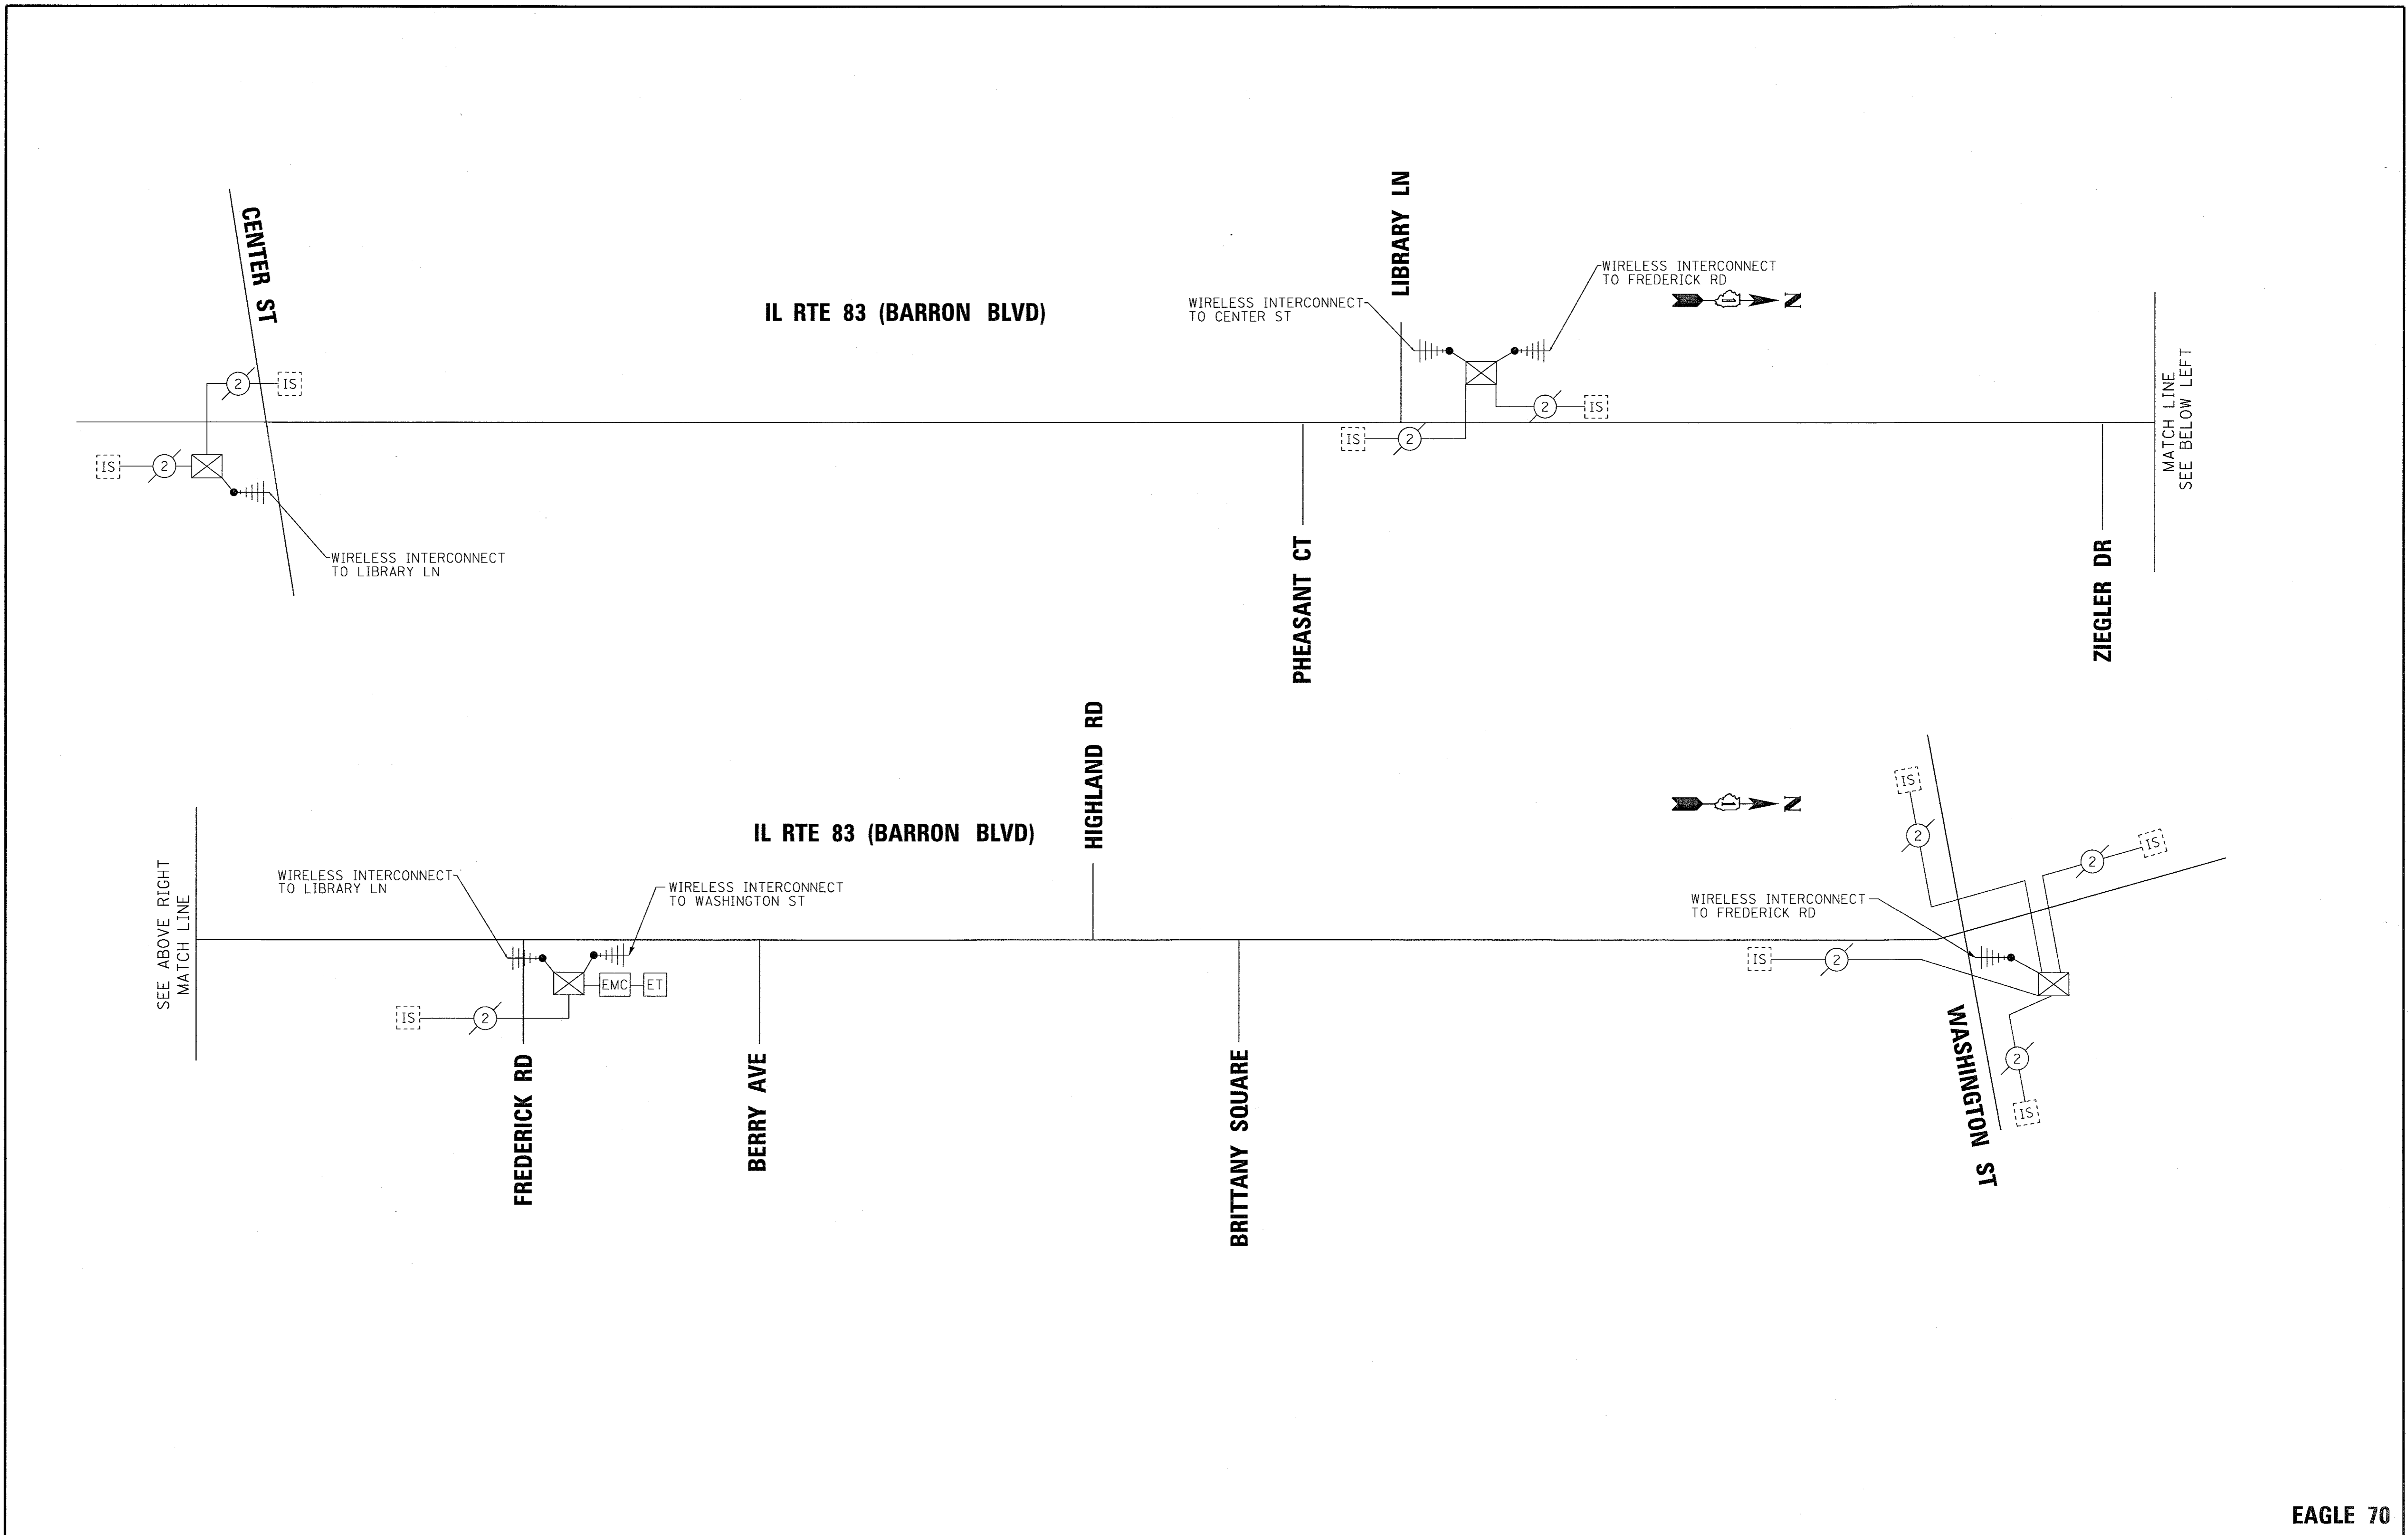 CENTER ST
IL RTE 83 (BARRON BLVD)
LIBRARY LN
WIRELESS INTERCONNECT
TO CENTER ST
WIRELESS INTERCONNECT
TO FREDERICK RD
N
2
IS
IS
2
WIRELESS INTERCONNECT
TO LIBRARY LN
2
IS
IS
2
MATCH LINE
SEE BELOW LEFT
PHEASANT CT
ZIEGLER DR
HIGHLAND RD
IL RTE 83 (BARRON BLVD)
N
SEE ABOVE RIGHT
MATCH LINE
WIRELESS INTERCONNECT
TO LIBRARY LN
WIRELESS INTERCONNECT
TO WASHINGTON ST
EMC
ET
IS
2
FREDERICK RD
BERRY AVE
BRITTANY SQUARE
IS
2
2
IS
WIRELESS INTERCONNECT
TO FREDERICK RD
IS
2
2
IS
WASHINGTON ST
EAGLE 70